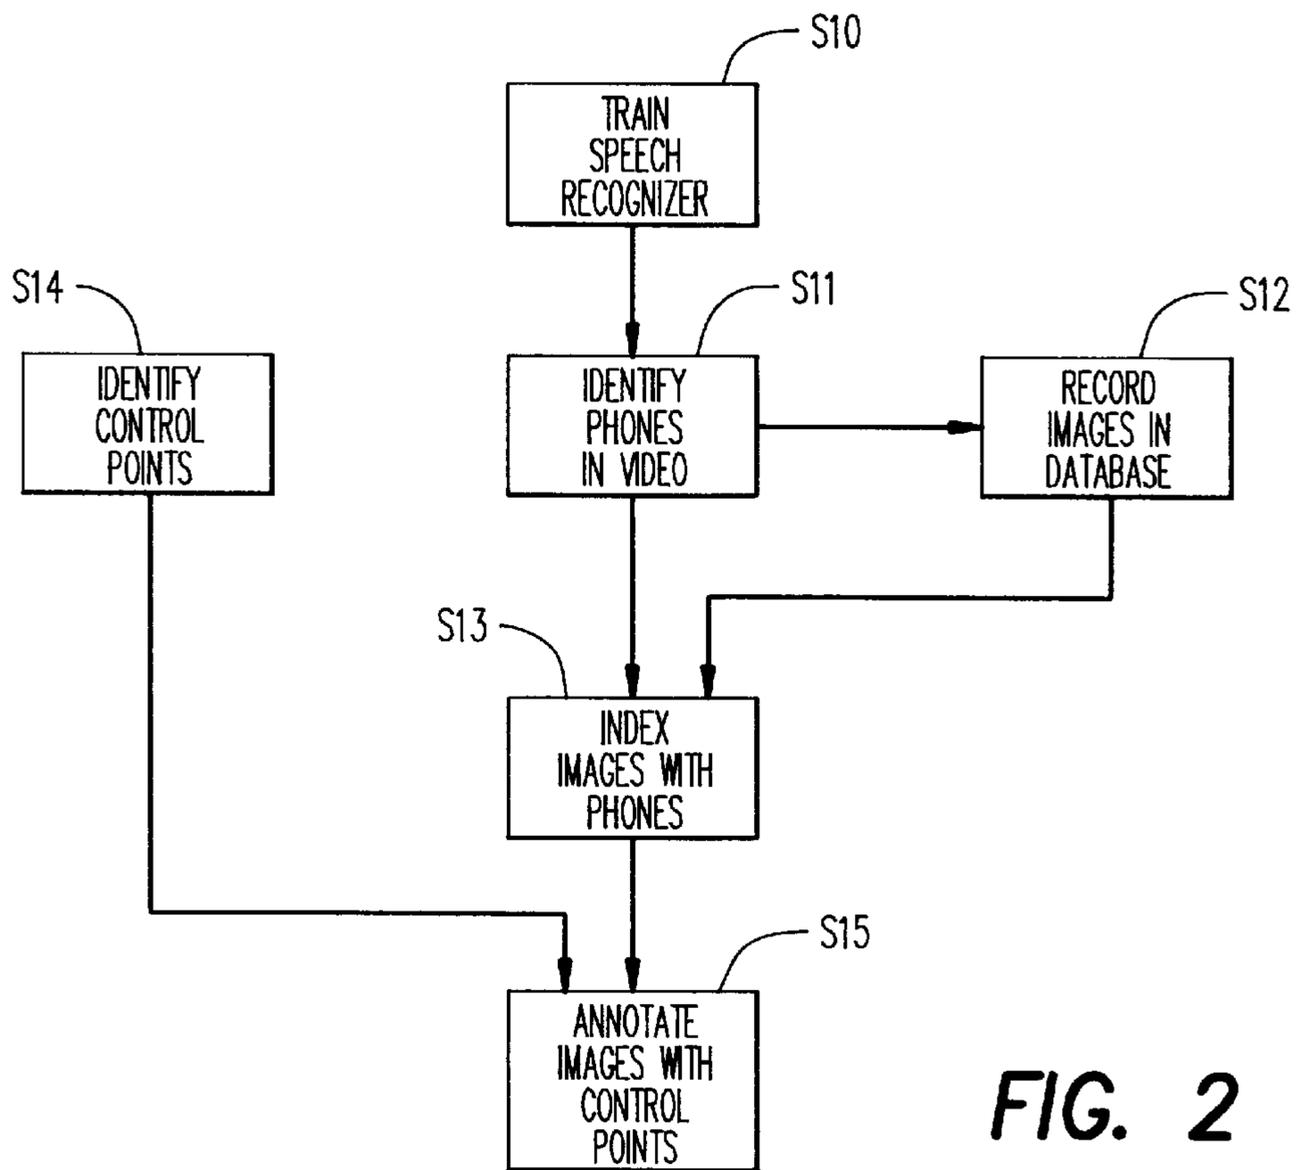 S10
TRAIN
SPEECH
RECOGNIZER
S14
IDENTIFY
CONTROL
POINTS
S11
IDENTIFY
PHONES
IN VIDEO
S12
RECORD
IMAGES IN
DATABASE
S13
INDEX
IMAGES WITH
PHONES
S15
ANNOTATE
IMAGES WITH
CONTROL
POINTS
FIG. 2